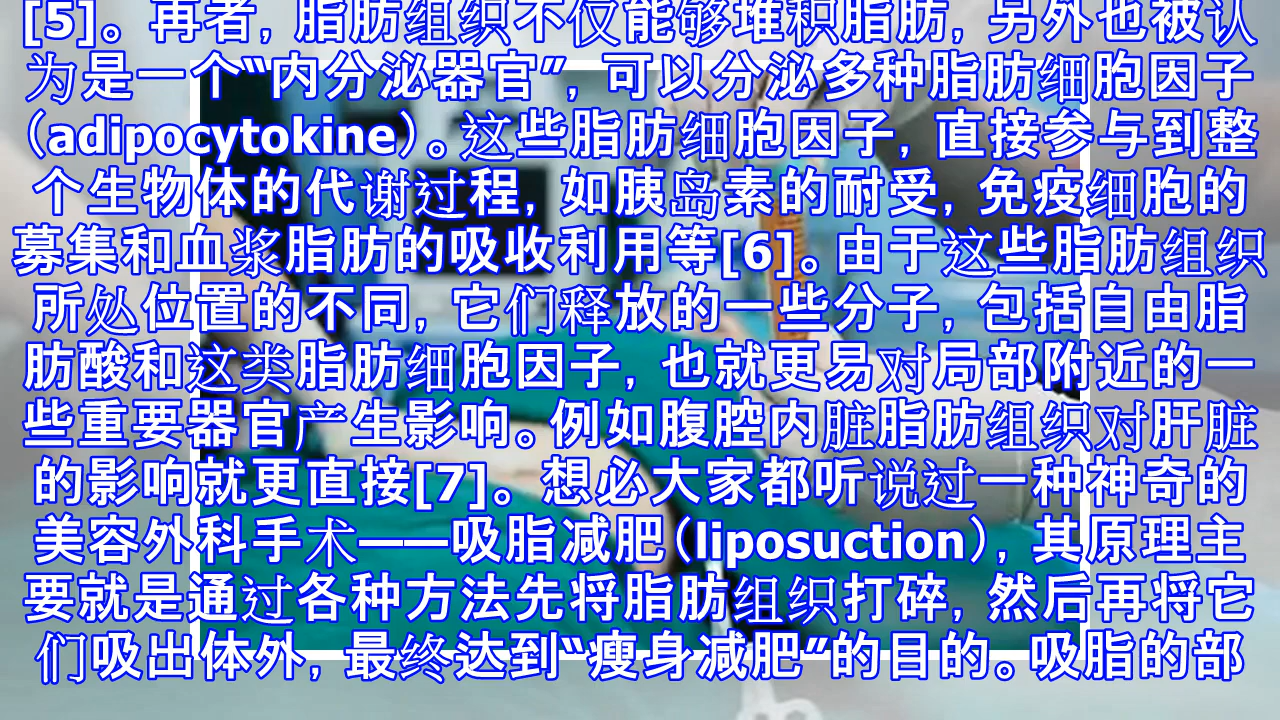 [5]。再者，脂肪组织不仅能够堆积脂肪，另外也被认
为是一个“内分泌器官”，可以分泌多种脂肪细胞因子
（adipocytokine）。这些脂肪细胞因子，直接参与到整
个生物体的代谢过程，如胰岛素的耐受，免疫细胞的
募集和血浆脂肪的吸收利用等[6]。由于这些脂肪组织
所处位置的不同，它们释放的一些分子，包括自由脂
肪酸和这类脂肪细胞因子，也就更易对局部附近的一
些重要器官产生影响。例如腹腔内脏脂肪组织对肝脏
的影响就更直接[7]。想必大家都听说过一种神奇的
美容外科手术——吸脂减肥（liposuction），其原理主
要就是通过各种方法先将脂肪组织打碎，然后再将它
们吸出体外，最终达到“瘦身减肥”的目的。吸脂的部